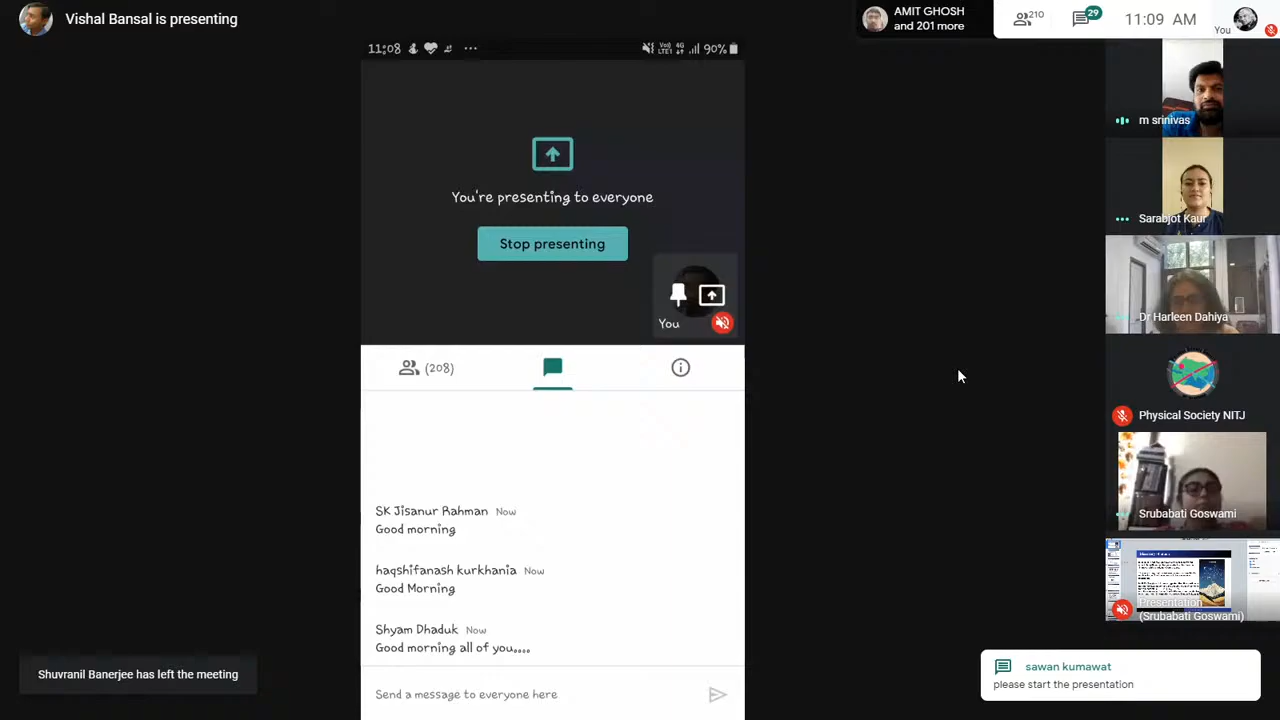 Vishal Bansal is presenting
AMIT GHOSH
and 201 more
210
29
11:09 AM
You
11:08
90%
You're presenting to everyone
Stop presenting
You
(208)
SK Jisanur Rahman Now
Good morning
haqshifanash kurkhania Now
Good Morning
Shyam Dhaduk Now
Good morning all of you....
Send a message to everyone here
m srinivas
Sarabjot Kaur
Dr Harleen Dahiya
Physical Society NITJ
Srubabati Goswami
Presentation
(Srubabati Goswami)
Shuvranil Banerjee has left the meeting
sawan kumawat
please start the presentation